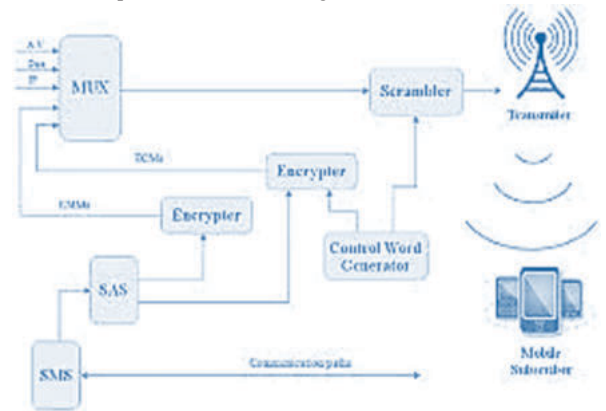 A/V
Data
IP
MUX
Scrambler
Transmitter
ECMs
Encrypter
EMMs
Encrypter
Control Word
Generator
SAS
SMS
Communication paths
Mobile
Subscriber